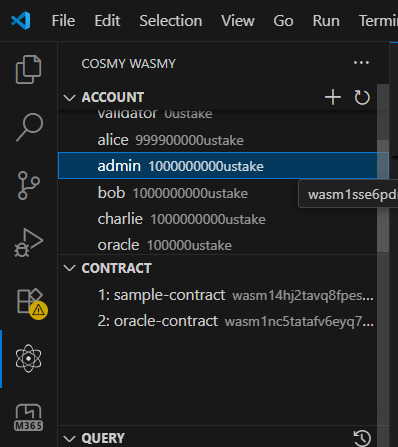 File Edit Selection View Go Run Termin
COSMY WASMY ...
ACCOUNT
validator 0ustake
alice 999900000ustake
admin 1000000000ustake
bob 1000000000ustake
wasm1sse6pd
charlie 1000000000ustake
oracle 100000ustake
CONTRACT
1: sample-contract wasm14hj2tavq8fpes...
2: oracle-contract wasm1nc5tatafv6eyq7...
M365
QUERY